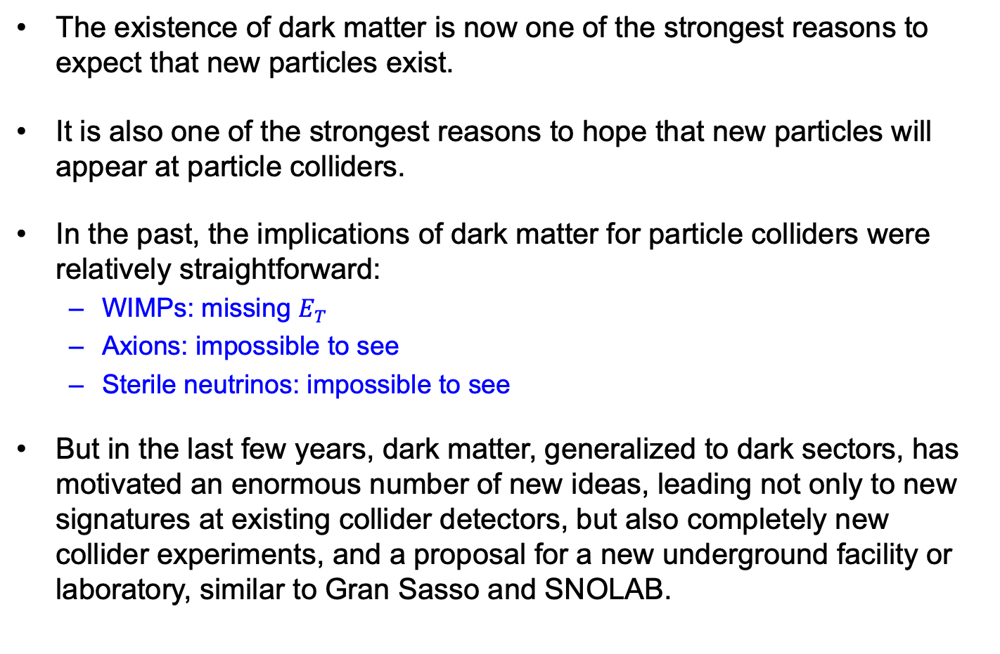 • The existence of dark matter is now one of the strongest reasons to
expect that new particles exist.
• It is also one of the strongest reasons to hope that new particles will
appear at particle colliders.
• In the past, the implications of dark matter for particle colliders were
relatively straightforward:
– WIMPs: missing E_T
– Axions: impossible to see
– Sterile neutrinos: impossible to see
• But in the last few years, dark matter, generalized to dark sectors, has
motivated an enormous number of new ideas, leading not only to new
signatures at existing collider detectors, but also completely new
collider experiments, and a proposal for a new underground facility or
laboratory, similar to Gran Sasso and SNOLAB.